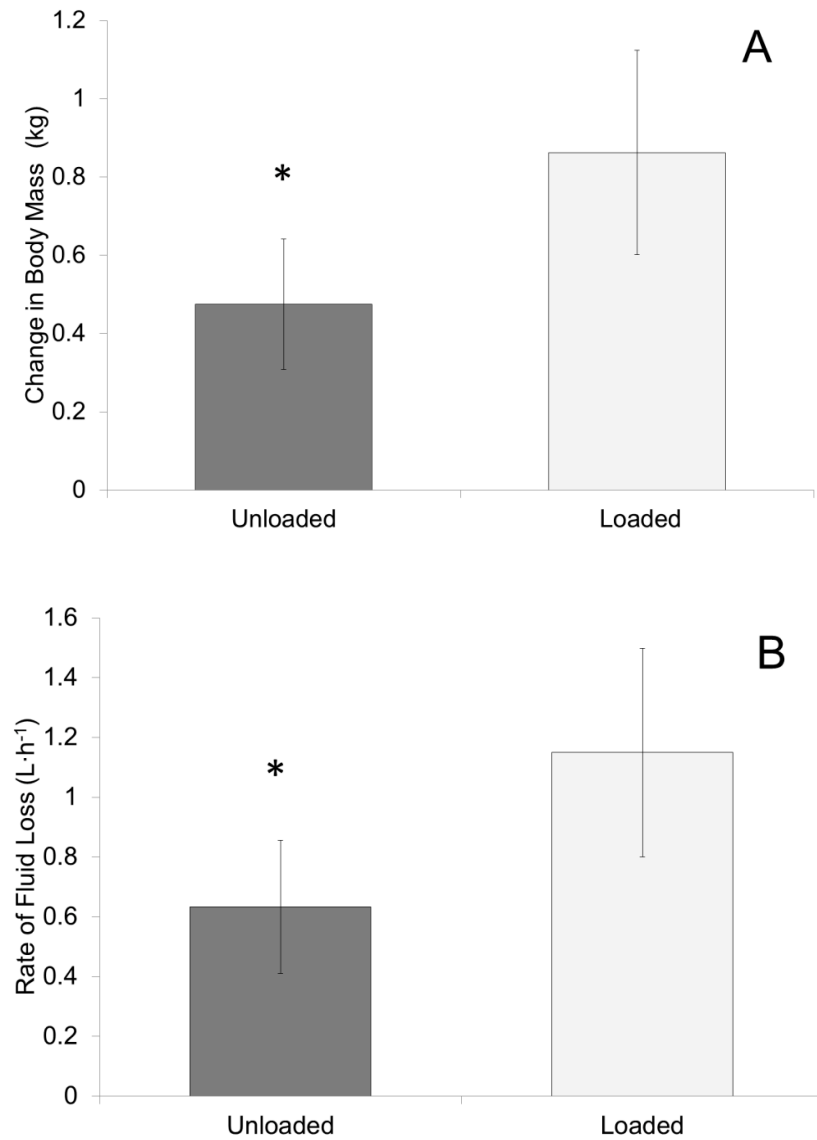 A
Change in Body Mass (kg)
1.2
1
0.8
0.6
0.4
0.2
0
*
Unloaded
Loaded
B
Rate of Fluid Loss (L·h⁻¹)
1.6
1.4
1.2
1
0.8
0.6
0.4
0.2
0
*
Unloaded
Loaded